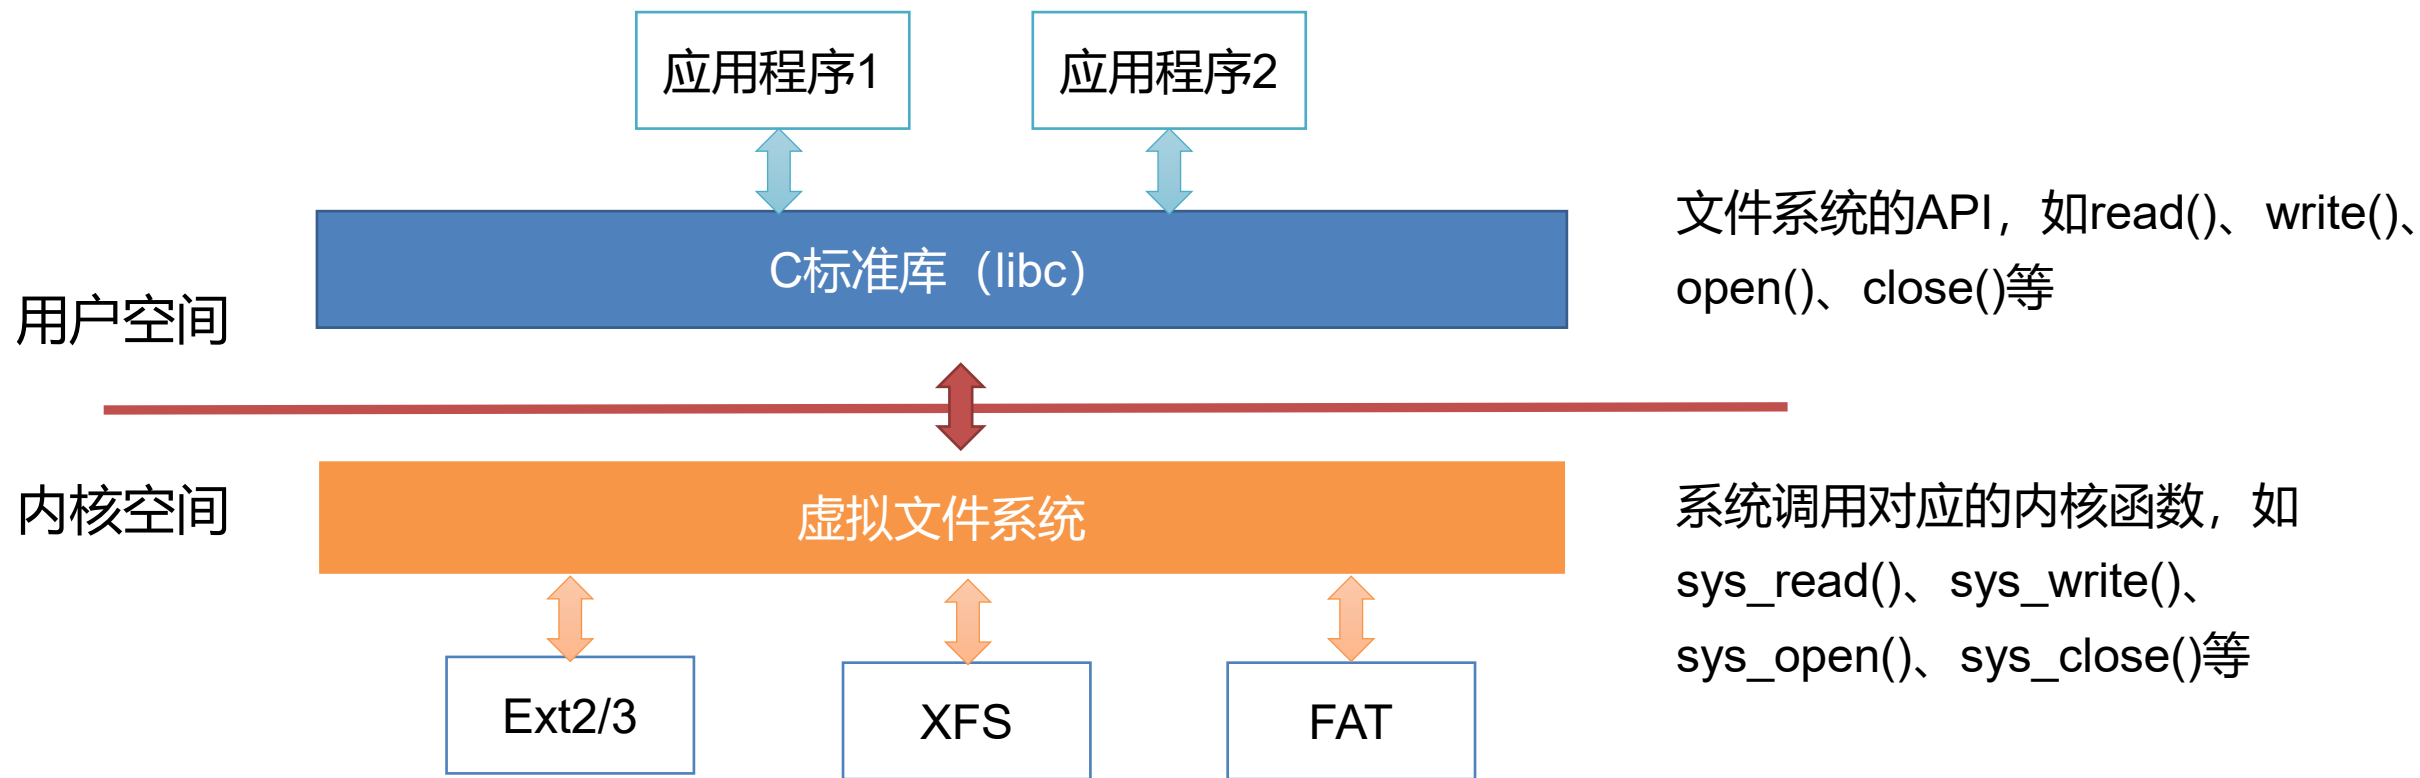 应用程序1
应用程序2
C标准库（libc）
文件系统的API，如read()、write()、
open()、close()等
用户空间
内核空间
虚拟文件系统
系统调用对应的内核函数，如
sys_read()、sys_write()、
sys_open()、sys_close()等
Ext2/3
XFS
FAT